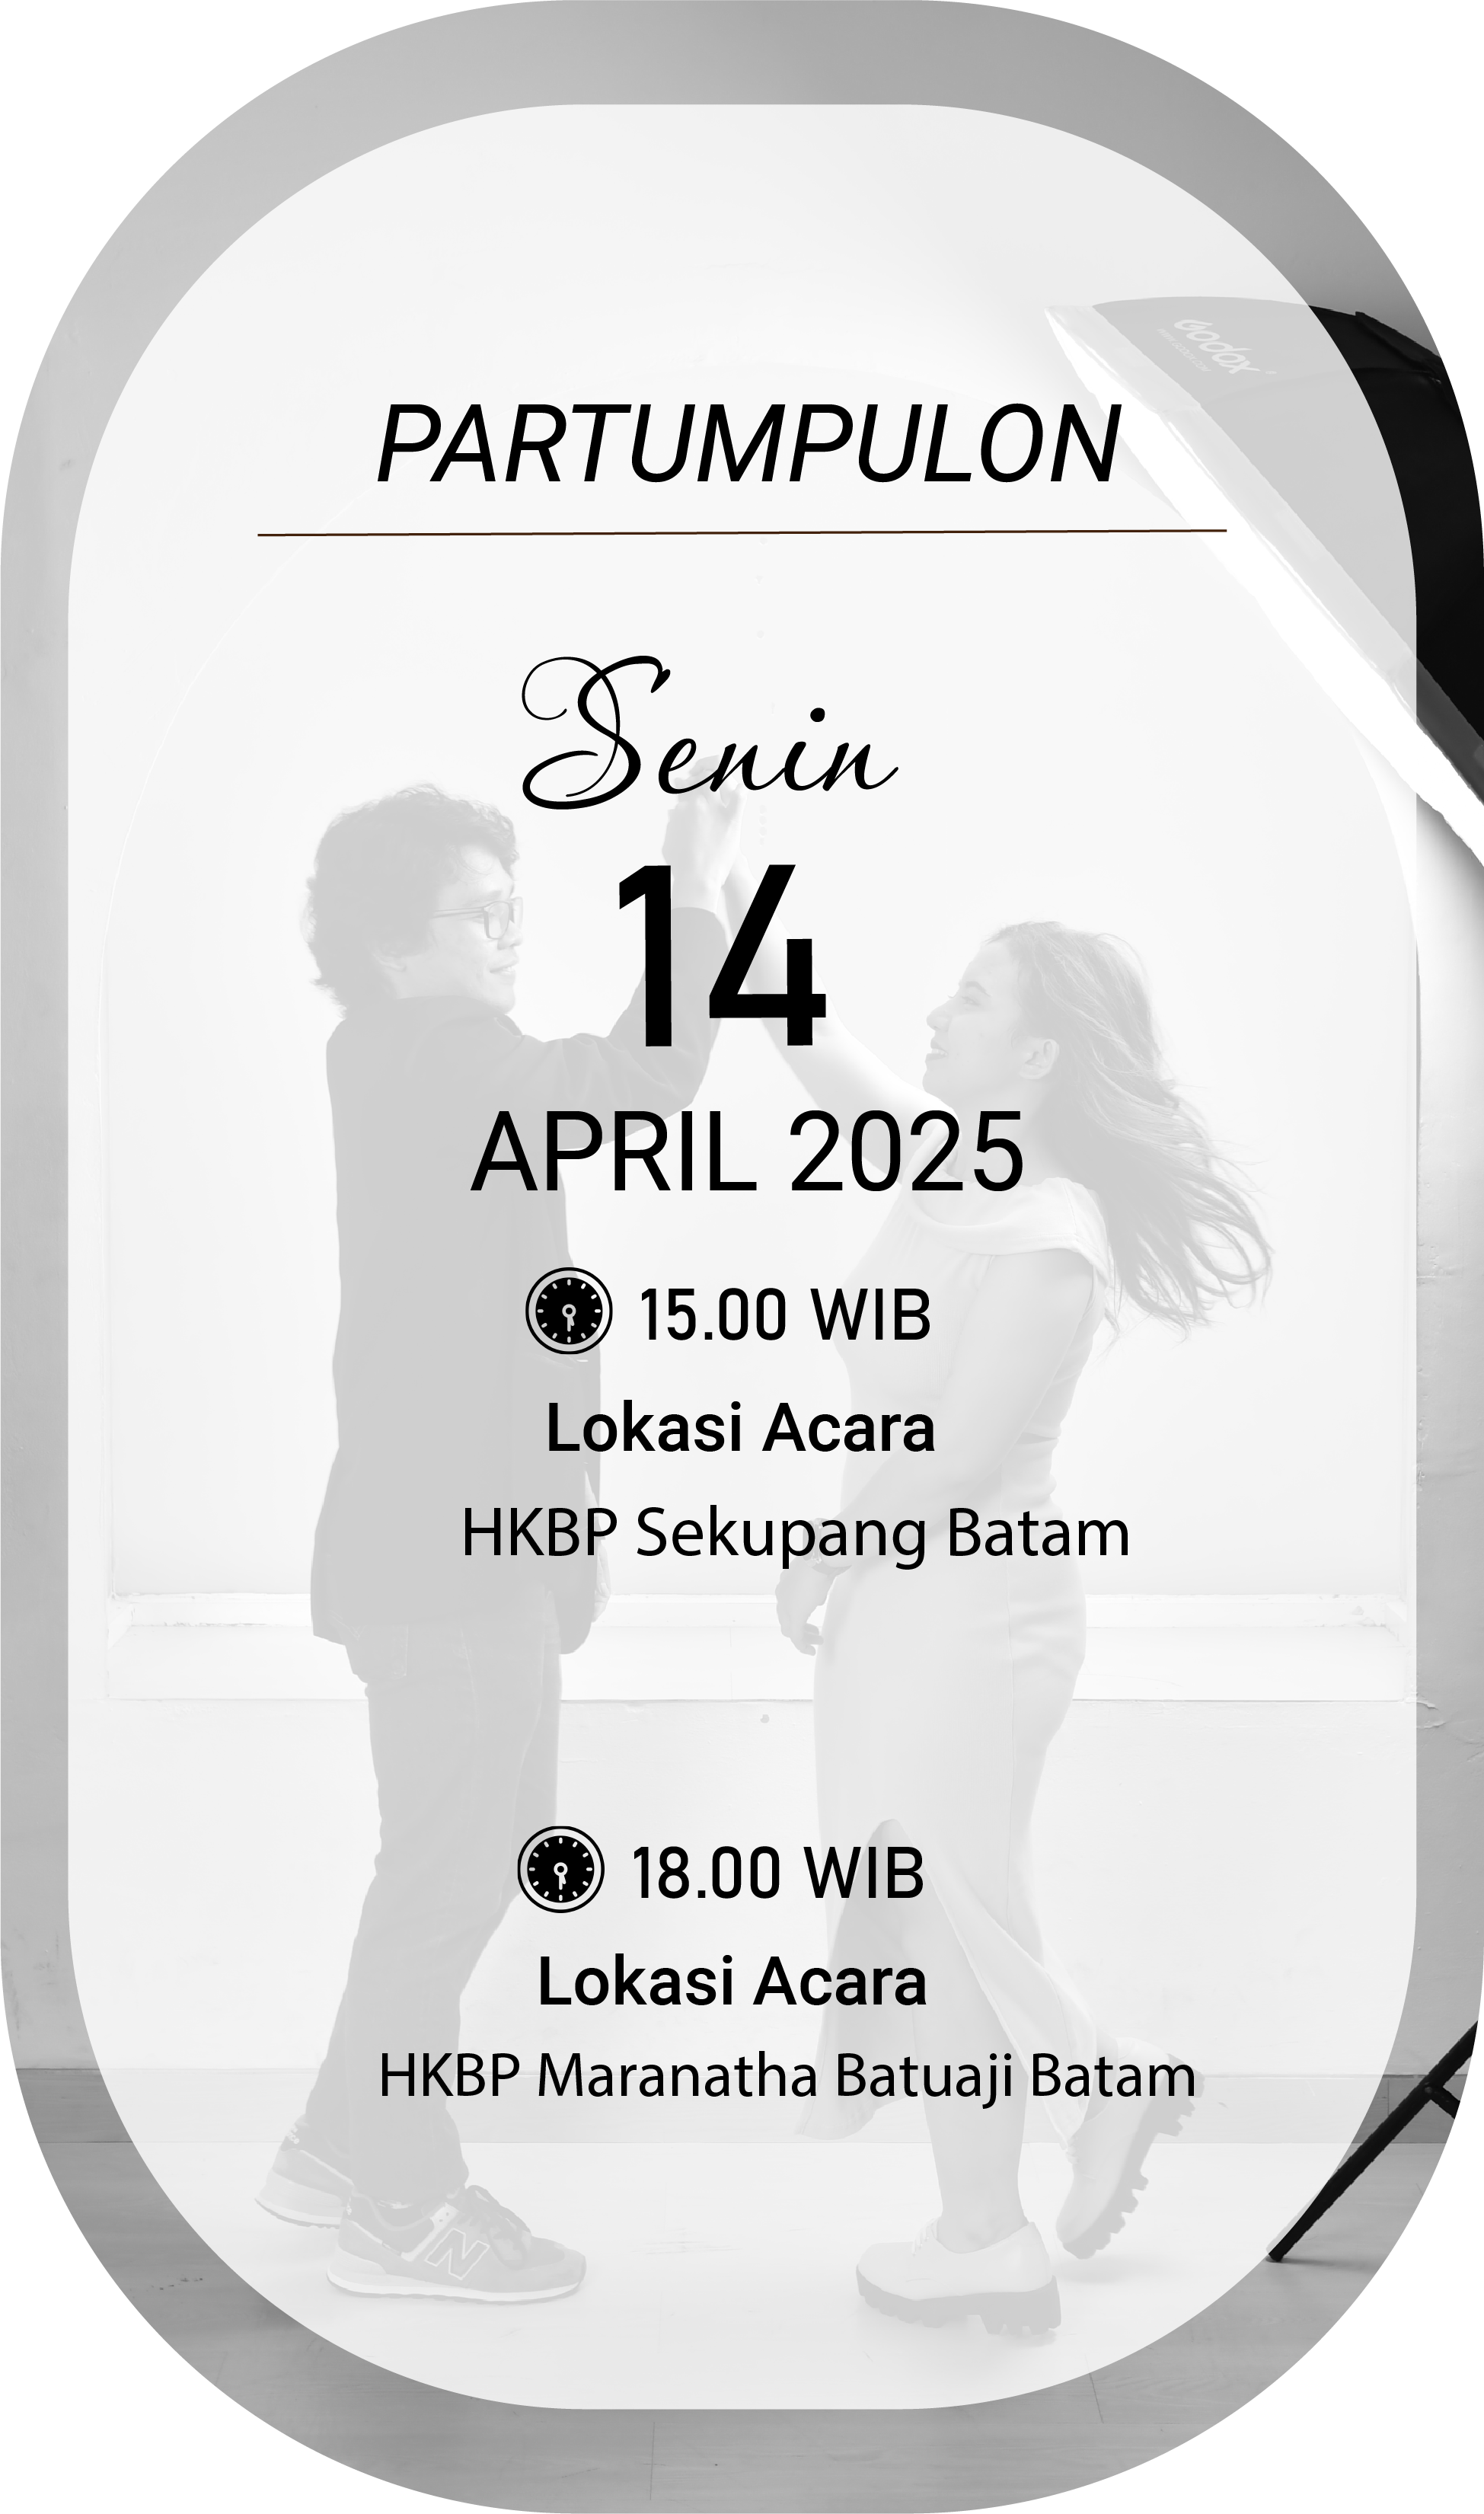 Godox
PARTUMPULON
Senin
14
APRIL 2025
15.00 WIB
Lokasi Acara
HKBP Sekupang Batam
18.00 WIB
Lokasi Acara
HKBP Maranatha Batuaji Batam
N